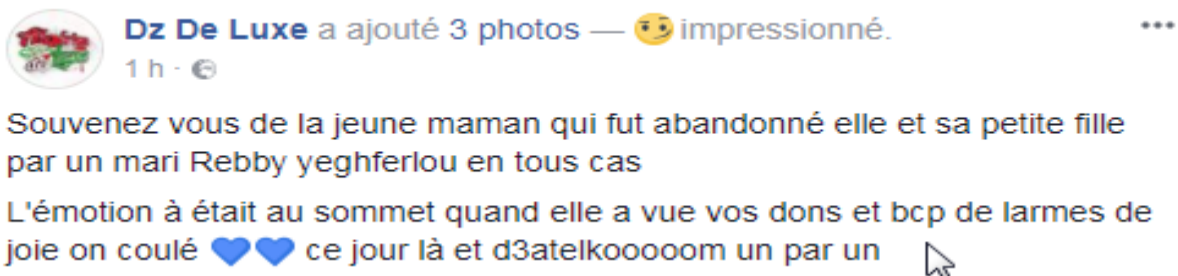 Dz De Luxe a ajouté 3 photos — 😏 impressionné.
1 h ·
Souvenez vous de la jeune maman qui fut abandonné elle et sa petite fille
par un mari Rebby yeghferlou en tous cas
L'émotion à était au sommet quand elle a vue vos dons et bcp de larmes de
joie on coulé 💙💙 ce jour là et d3atelkooooom un par un